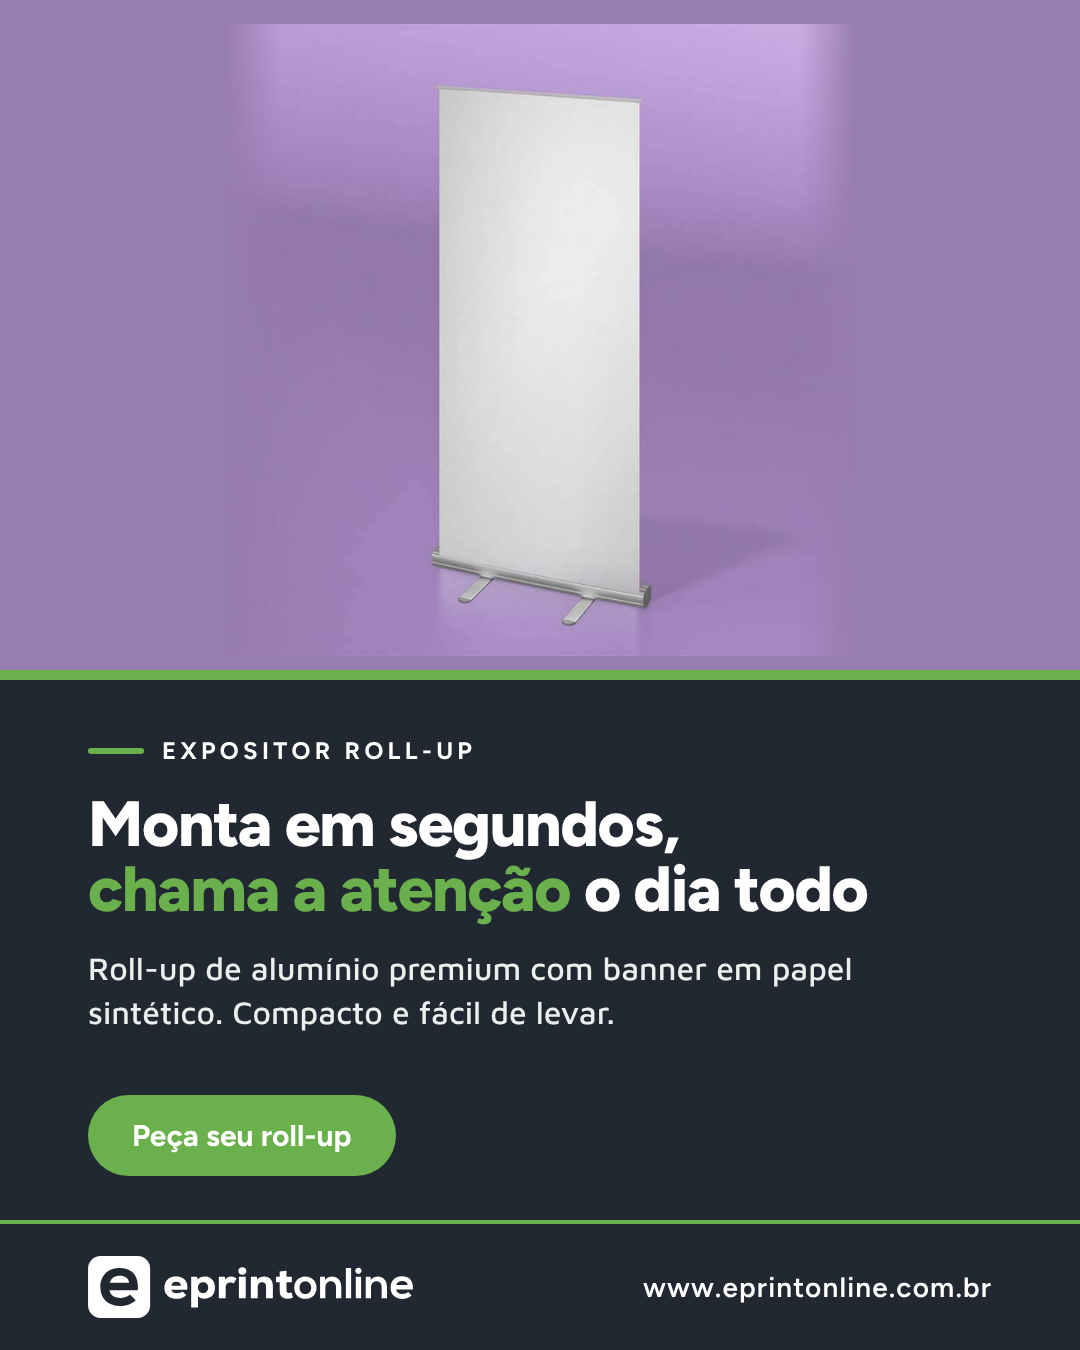 EXPOSITOR ROLL-UP
Monta em segundos,
chama a atenção o dia todo
Roll-up de alumínio premium com banner em papel
sintético. Compacto e fácil de levar.
Peça seu roll-up
e eprintonline
www.eprintonline.com.br